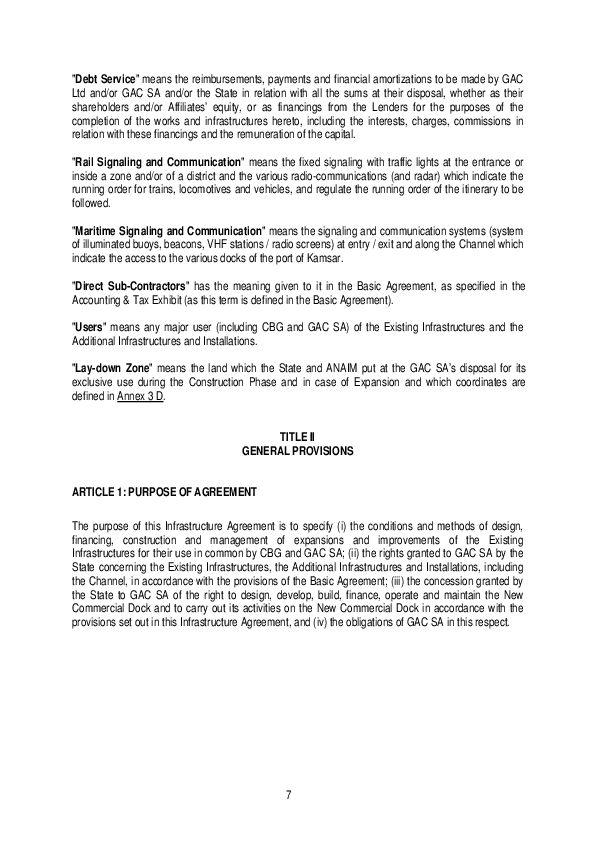 "Debt Service" means the reimbursements, payments and financial amortizations to be made by GAC
Ltd and/or GAC SA and/or the State in relation with all the sums at their disposal, whether as their
shareholders and/or Affiliates' equity, or as financings from the Lenders for the purposes of the
completion of the works and infrastructures hereto, including the interests, charges, commissions in
relation with these financings and the remuneration of the capital.
"Rail Signaling and Communication" means the fixed signaling with traffic lights at the entrance or
inside a zone and/or of a district and the various radio-communications (and radar) which indicate the
running order for trains, locomotives and vehicles, and regulate the running order of the itinerary to be
followed.
"Maritime Signaling and Communication" means the signaling and communication systems (system
of illuminated buoys, beacons, VHF stations / radio screens) at entry / exit and along the Channel which
indicate the access to the various docks of the port of Kamsar.
"Direct Sub-Contractors" has the meaning given to it in the Basic Agreement, as specified in the
Accounting & Tax Exhibit (as this term is defined in the Basic Agreement).
"Users" means any major user (including CBG and GAC SA) of the Existing Infrastructures and the
Additional Infrastructures and Installations.
"Lay-down Zone" means the land which the State and ANAIM put at the GAC SA's disposal for its
exclusive use during the Construction Phase and in case of Expansion and which coordinates are
defined in Annex 3 D.
TITLE II
GENERAL PROVISIONS
ARTICLE 1: PURPOSE OF AGREEMENT
The purpose of this Infrastructure Agreement is to specify (i) the conditions and methods of design,
financing, construction and management of expansions and improvements of the Existing
Infrastructures for their use in common by CBG and GAC SA; (ii) the rights granted to GAC SA by the
State concerning the Existing Infrastructures, the Additional Infrastructures and Installations, including
the Channel, in accordance with the provisions of the Basic Agreement; (iii) the concession granted by
the State to GAC SA of the right to design, develop, build, finance, operate and maintain the New
Commercial Dock and to carry out its activities on the New Commercial Dock in accordance with the
provisions set out in this Infrastructure Agreement, and (iv) the obligations of GAC SA in this respect.
7